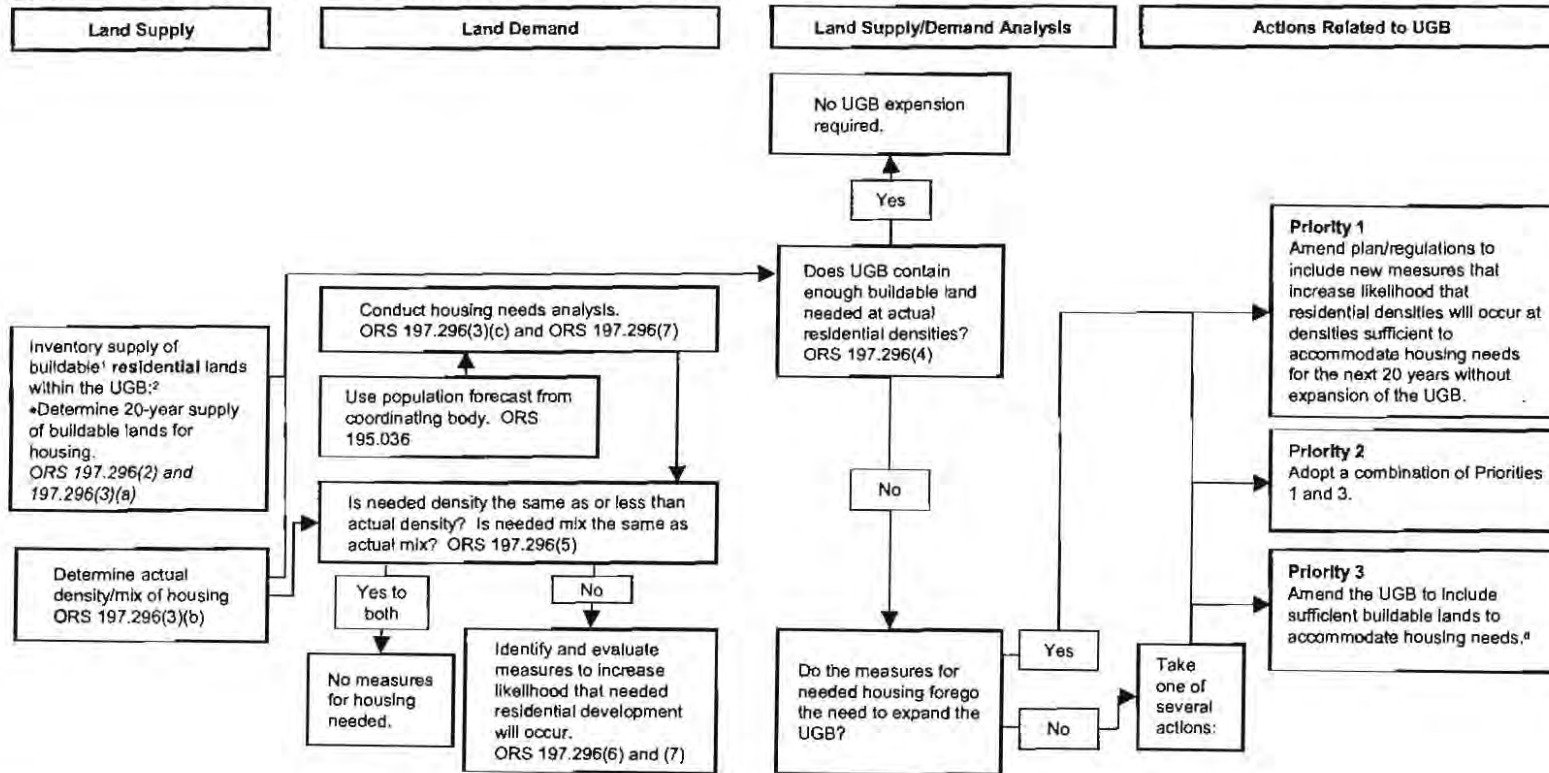 Land Supply
Land Demand
Land Supply/Demand Analysis
Actions Related to UGB
No UGB expension
required.
Yes
Does UGB contain
enough buildable land
needed at actual
residential densities?
ORS 197.296(4)
No
Do the measures for
needed housing forego
the need to expand the
UGB?
Yes
No
Take
one of
several
actions:
Inventory supply of
buildable¹ residential lands
within the UGB:²
•Determine 20-year supply
of buildable lands for
housing.
ORS 197.296(2) and
197.296(3)(a)
Determine actual
density/mix of housing
ORS 197.296(3)(b)
Conduct housing needs analysis.
ORS 197.296(3)(c) and ORS 197.296(7)
Use population forecast from
coordinating body. ORS
195.036
Is needed density the same as or less than
actual density? Is needed mix the same as
actual mix? ORS 197.296(5)
Yes to
both
No
No measures
for housing
needed.
Identify and evaluate
measures to increase
likelihood that needed
residential development
will occur.
ORS 197.296(6) and (7)
Priority 1
Amend plan/regulations to
include new meesures that
increase likelihood that
residential densities will occur at
densities sufficient to
accommodate housing needs
for the next 20 years without
expansion of the UGB.
Priority 2
Adopt a combination of Priorities
1 and 3.
Priority 3
Amend the UGB to include
sufficient buildable lands to
accommodate housing needs.ª